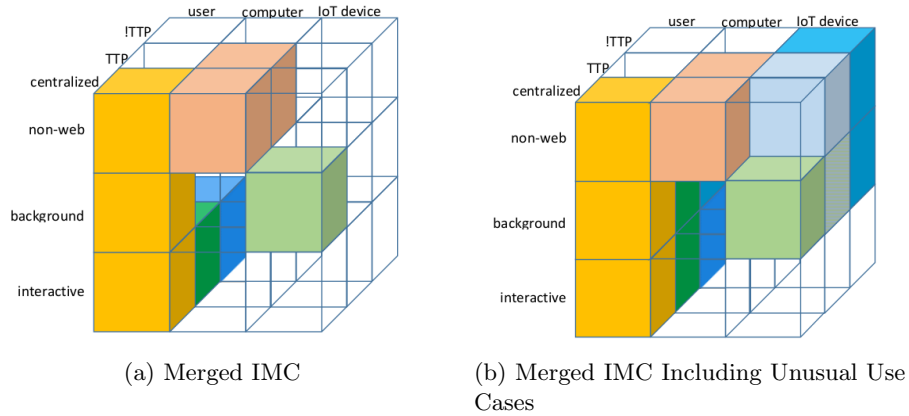 user computer IoT device
!TTP
TTP
centralized
non-web
background
interactive
(a) Merged IMC
user computer IoT device
!TTP
TTP
centralized
non-web
background
interactive
(b) Merged IMC Including Unusual Use
Cases